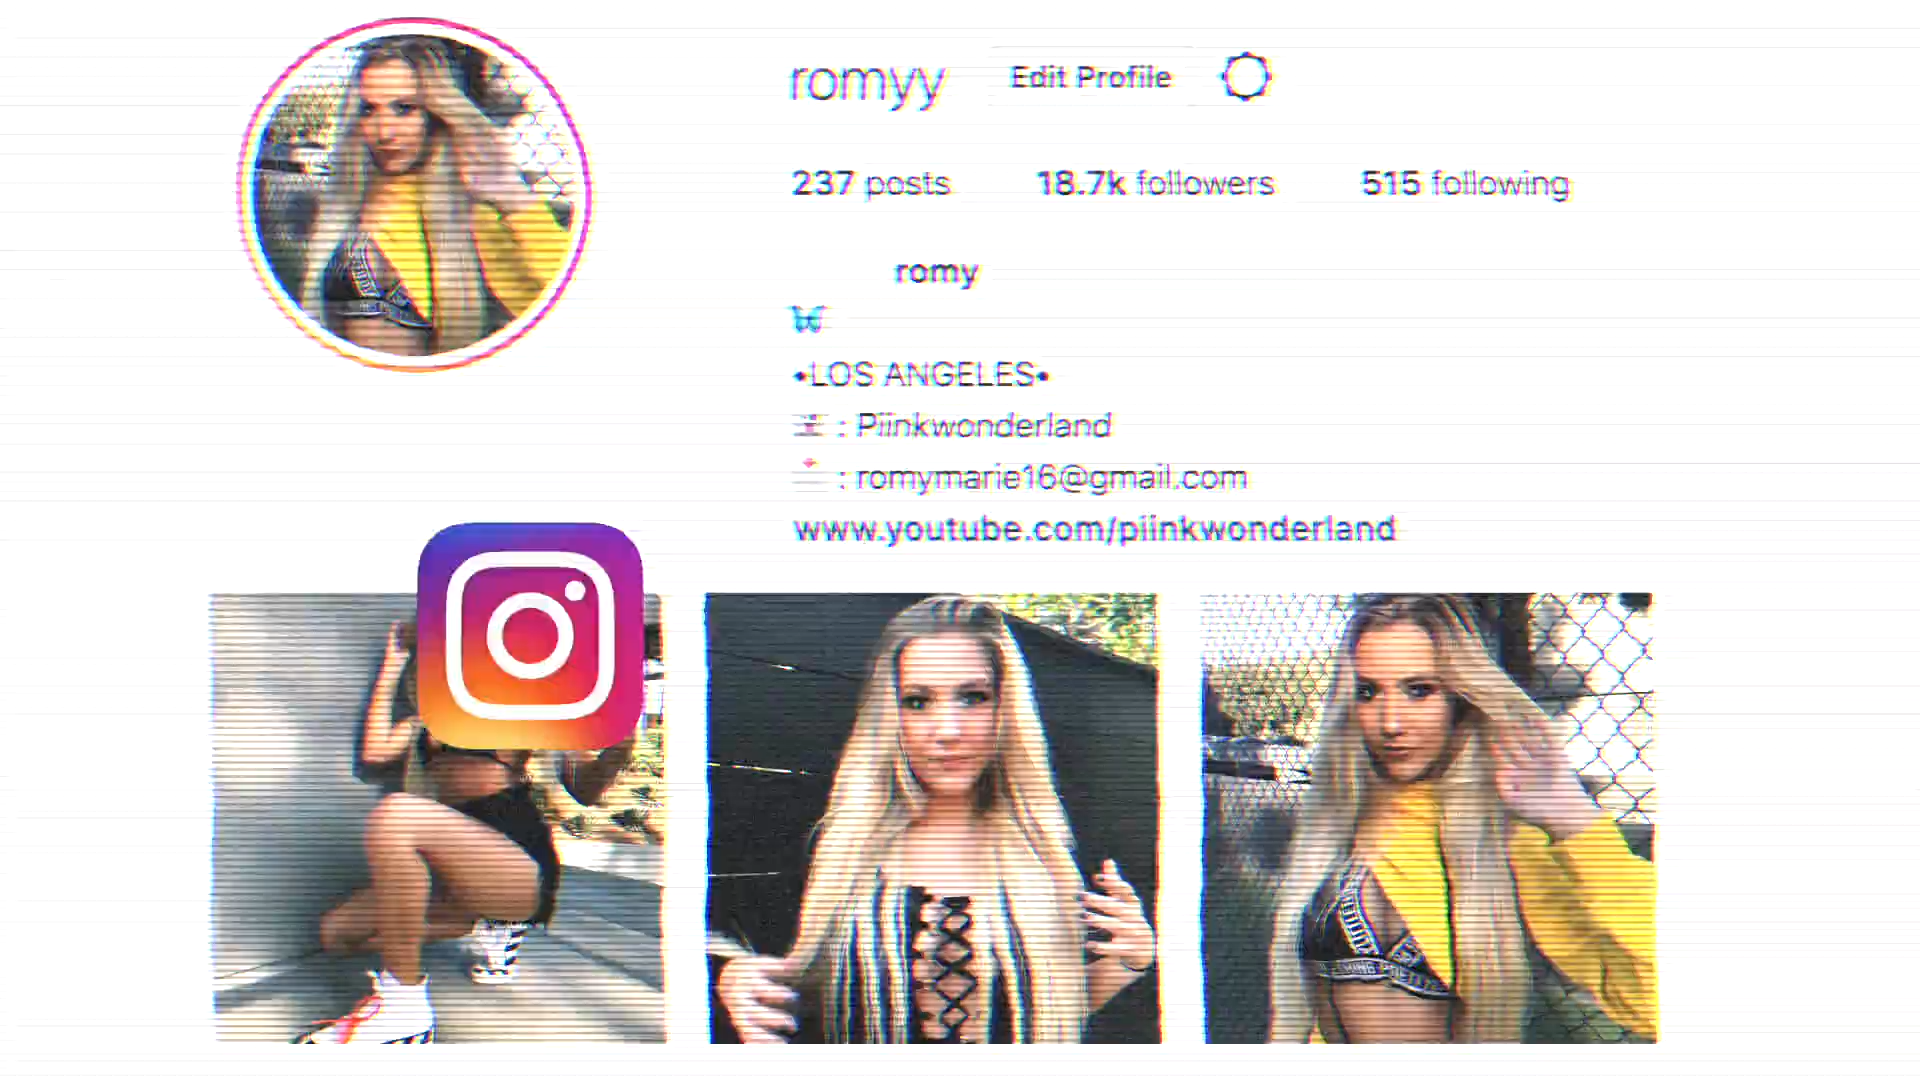 romyy Edit Profile
237 posts 18.7k followers 515 following
romy
•LOS ANGELES•
: Piinkwonderland
: romymarie16@gmail.com
www.youtube.com/piinkwonderland